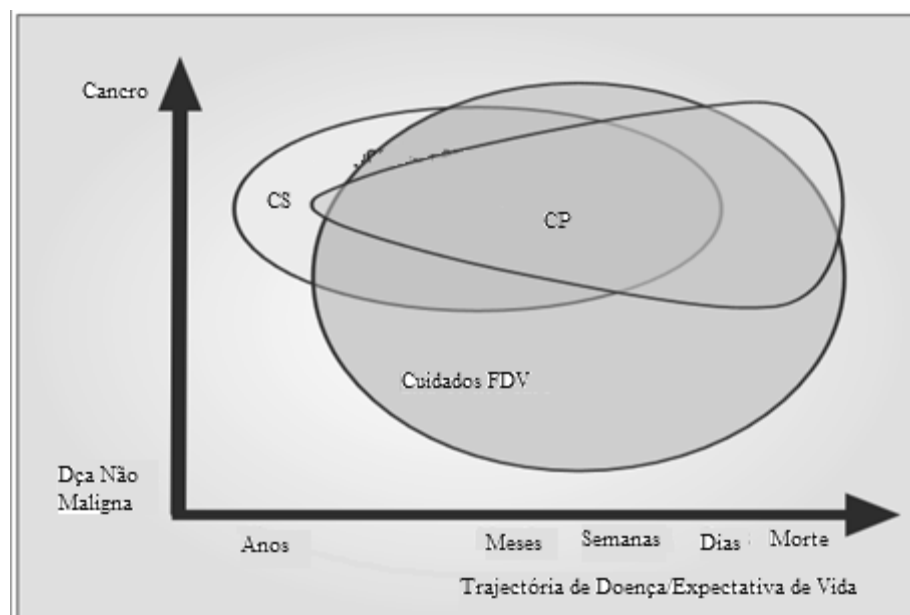 Cancro
CS
CP
Cuidados FDV
Dça Não
Maligna
Anos
Meses
Semanas
Dias
Morte
Trajectória de Doença/Expectativa de Vida